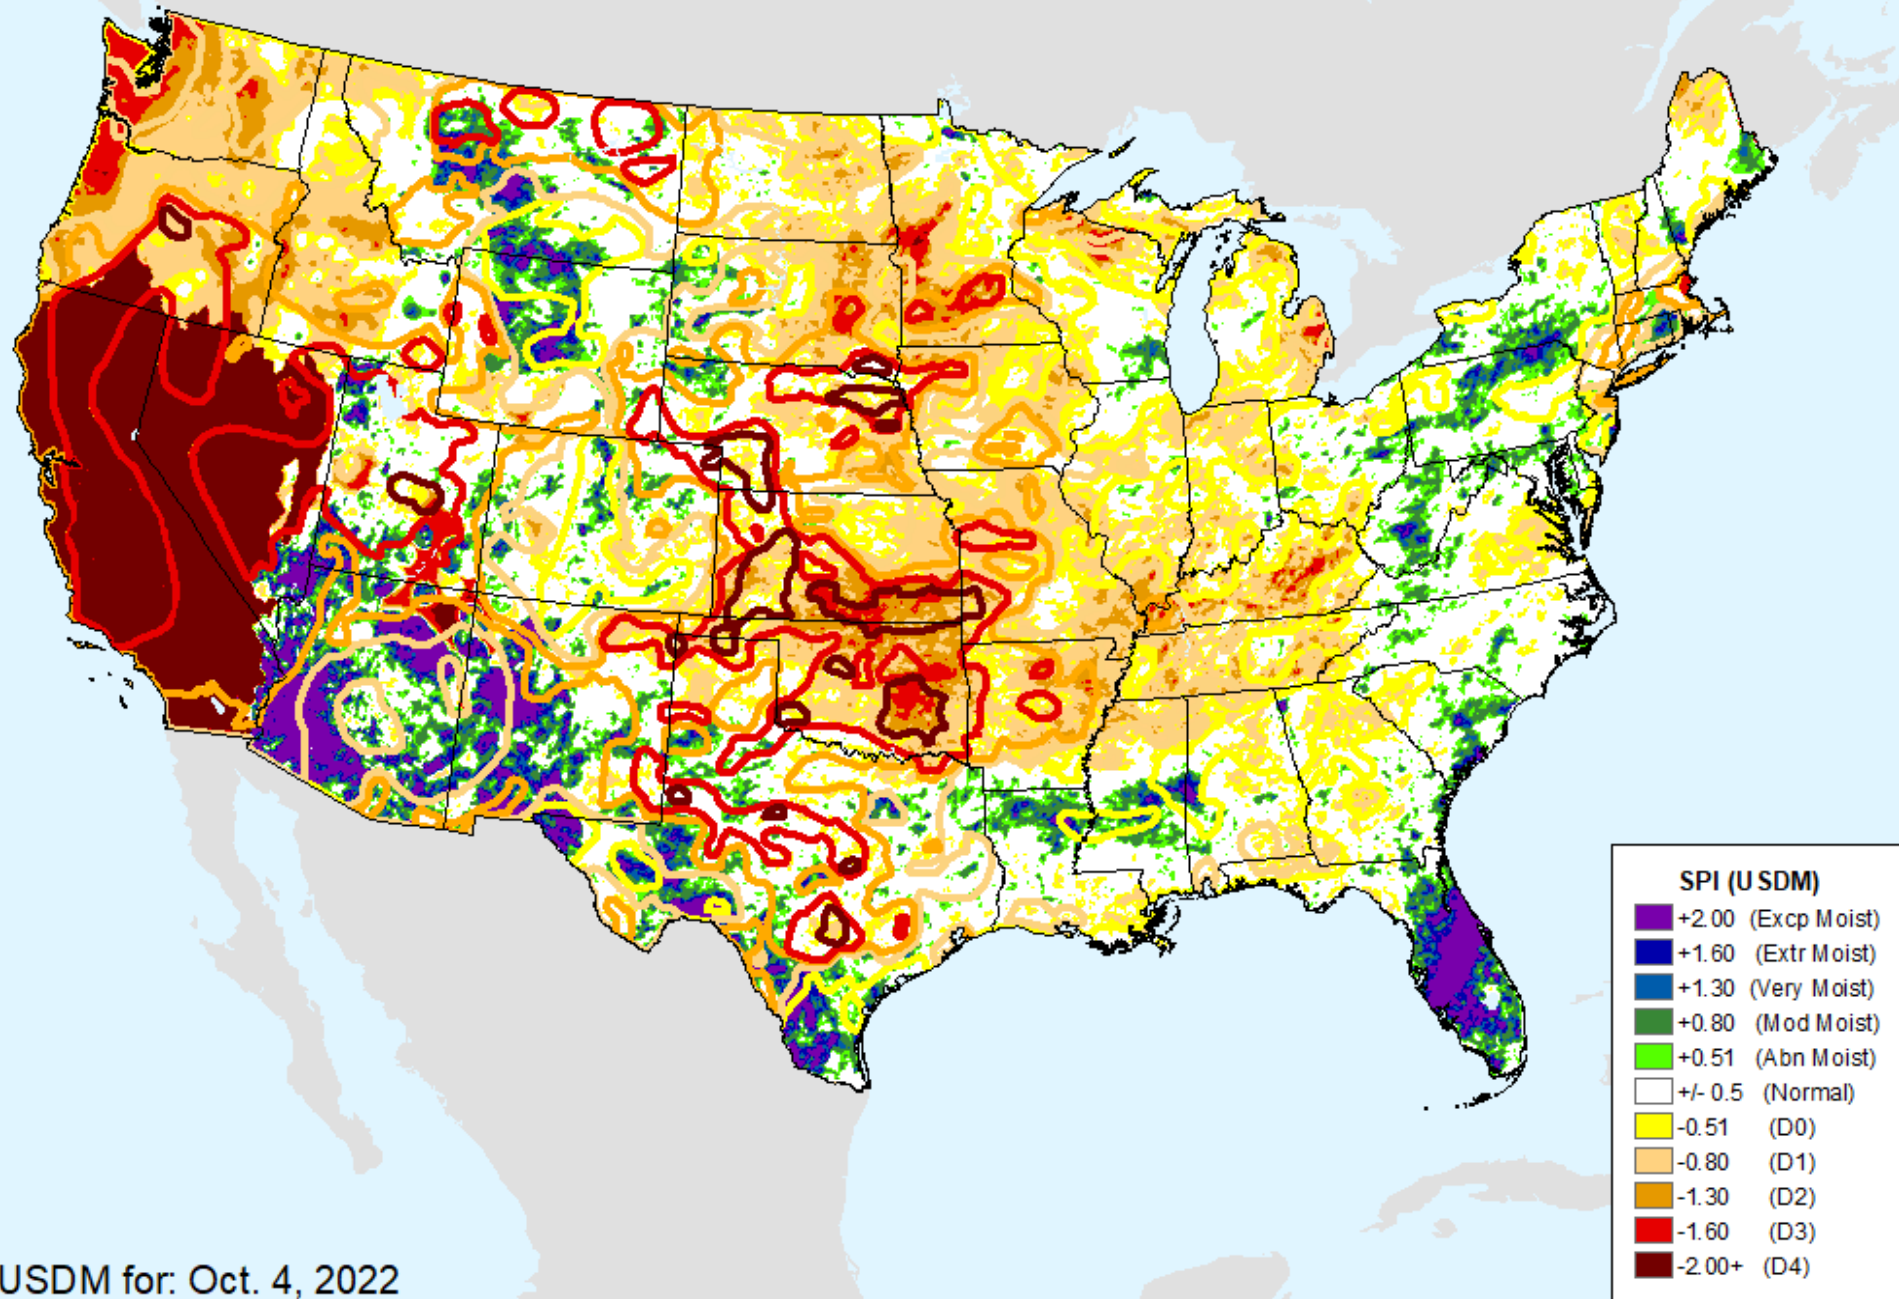 SPI (USDM)
+2.00 (Excp Moist)
+1.60 (Extr Moist)
+1.30 (Very Moist)
+0.80 (Mod Moist)
+0.51 (Abn Moist)
+/- 0.5 (Normal)
-0.51 (D0)
-0.80 (D1)
-1.30 (D2)
-1.60 (D3)
-2.00+ (D4)
USDM for: Oct. 4, 2022